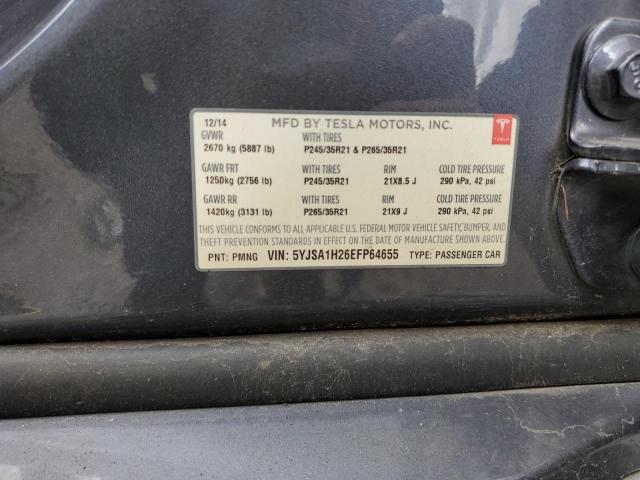 12/14 MFD BY TESLA MOTORS, INC.
GVWR WITH TIRES
2670 kg (5887 lb) P245/35R21 & P265/35R21
GAWR FRT WITH TIRES RIM COLD TIRE PRESSURE
1250kg (2756 lb) P245/35R21 21X8.5 J 290 kPa, 42 psi
GAWR RR WITH TIRES RIM COLD TIRE PRESSURE
1420kg (3131 lb) P265/35R21 21X9 J 290 kPa, 42 psi
THIS VEHICLE CONFORMS TO ALL APPLICABLE U.S. FEDERAL MOTOR VEHICLE SAFETY, BUMPER, AND
THEFT PREVENTION STANDARDS IN EFFECT ON THE DATE OF MANUFACTURE SHOWN ABOVE.
PNT: PMNG VIN: 5YJSA1H26EFP64655 TYPE: PASSENGER CAR
TESLA